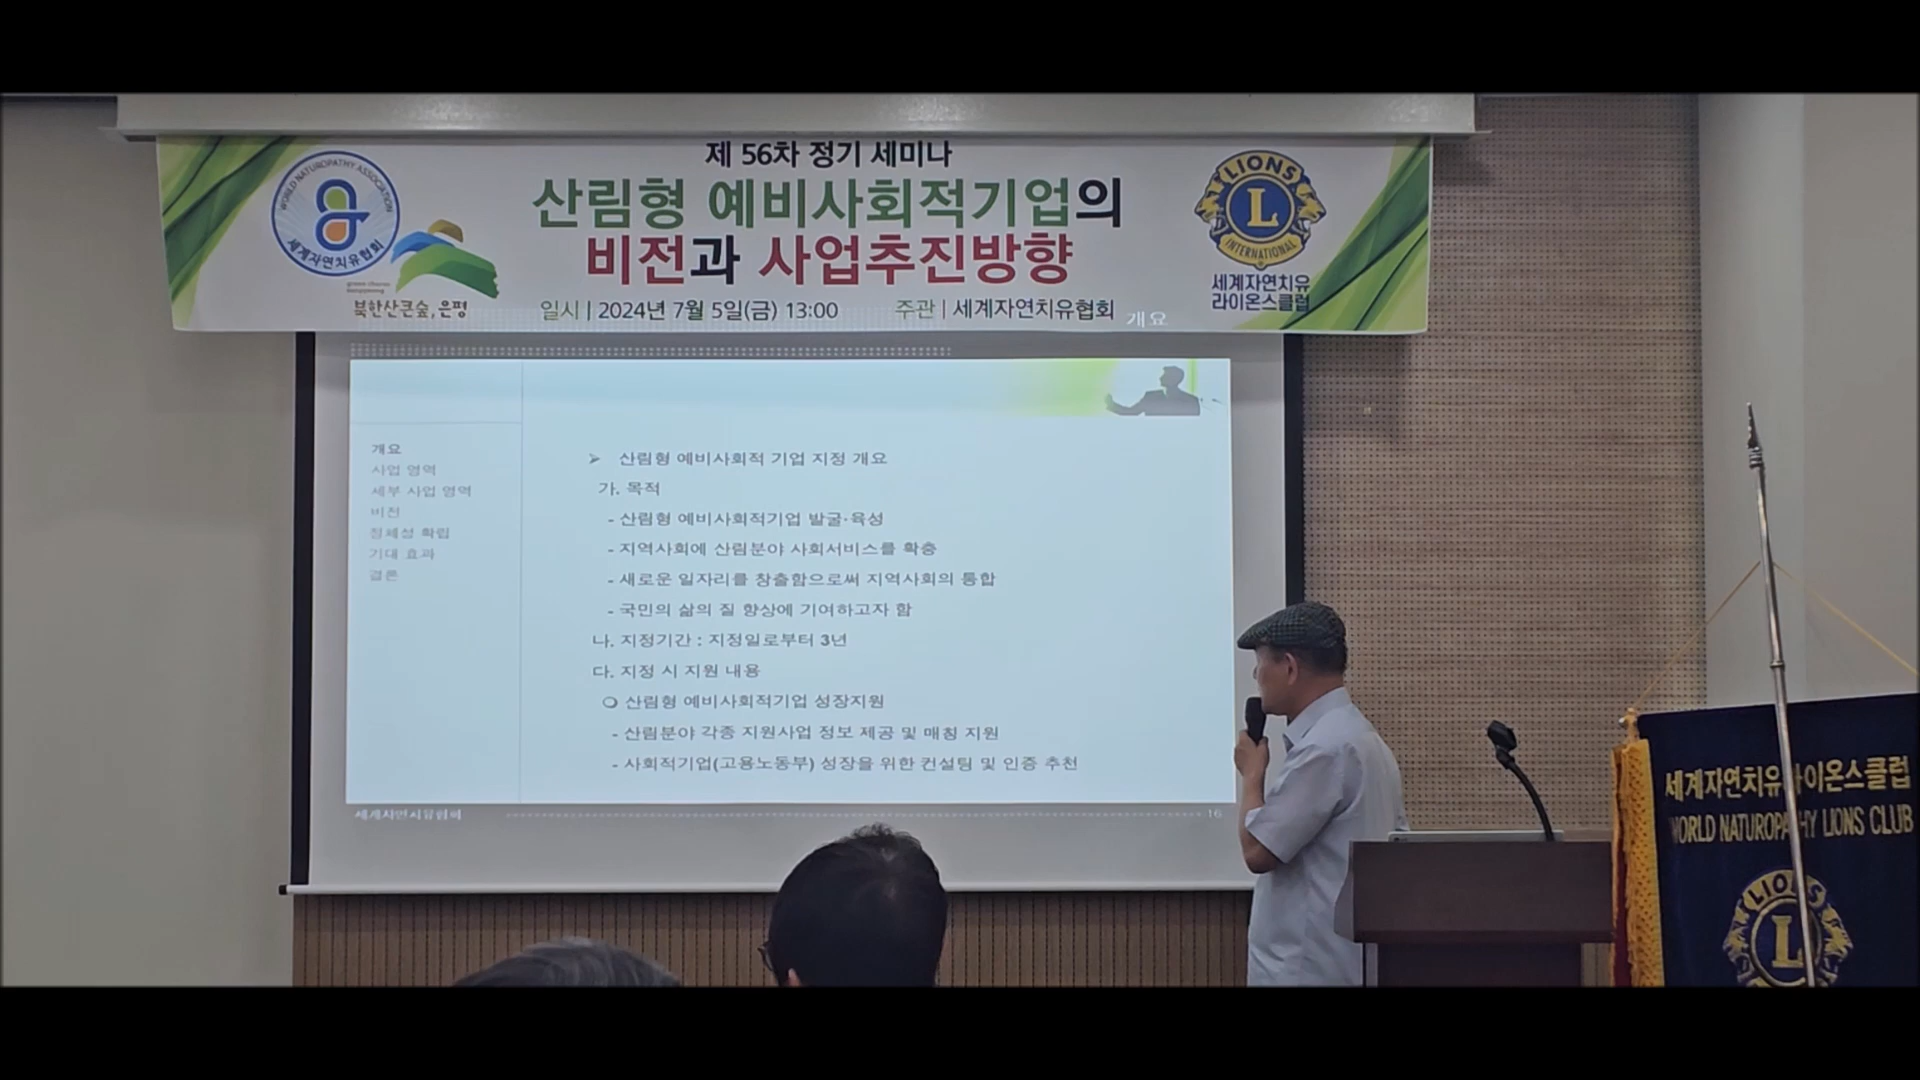 제 56차 정기 세미나
산림형 예비사회적기업의
비전과 사업추진방향
일시 | 2024년 7월 5일(금) 13:00 주관 | 세계자연치유협회
WORLD NATUROPATHY ASSOCIATION
세계자연치유협회
북한산큰숲, 은평
LIONS
L
INTERNATIONAL
세계자연치유
라이온스클럽
개요
개요
사업 영역
세부 사업 영역
비전
정체성 확립
기대 효과
결론
➢ 산림형 예비사회적 기업 지정 개요
가. 목적
- 산림형 예비사회적기업 발굴·육성
- 지역사회에 산림분야 사회서비스를 확충
- 새로운 일자리를 창출함으로써 지역사회의 통합
- 국민의 삶의 질 향상에 기여하고자 함
나. 지정기간 : 지정일로부터 3년
다. 지정 시 지원 내용
❍ 산림형 예비사회적기업 성장지원
- 산림분야 각종 지원사업 정보 제공 및 매칭 지원
- 사회적기업(고용노동부) 성장을 위한 컨설팅 및 인증 추천
세계자연치유협회
16
세계자연치유라이온스클럽
WORLD NATUROPATHY LIONS CLUB
LIONS
L